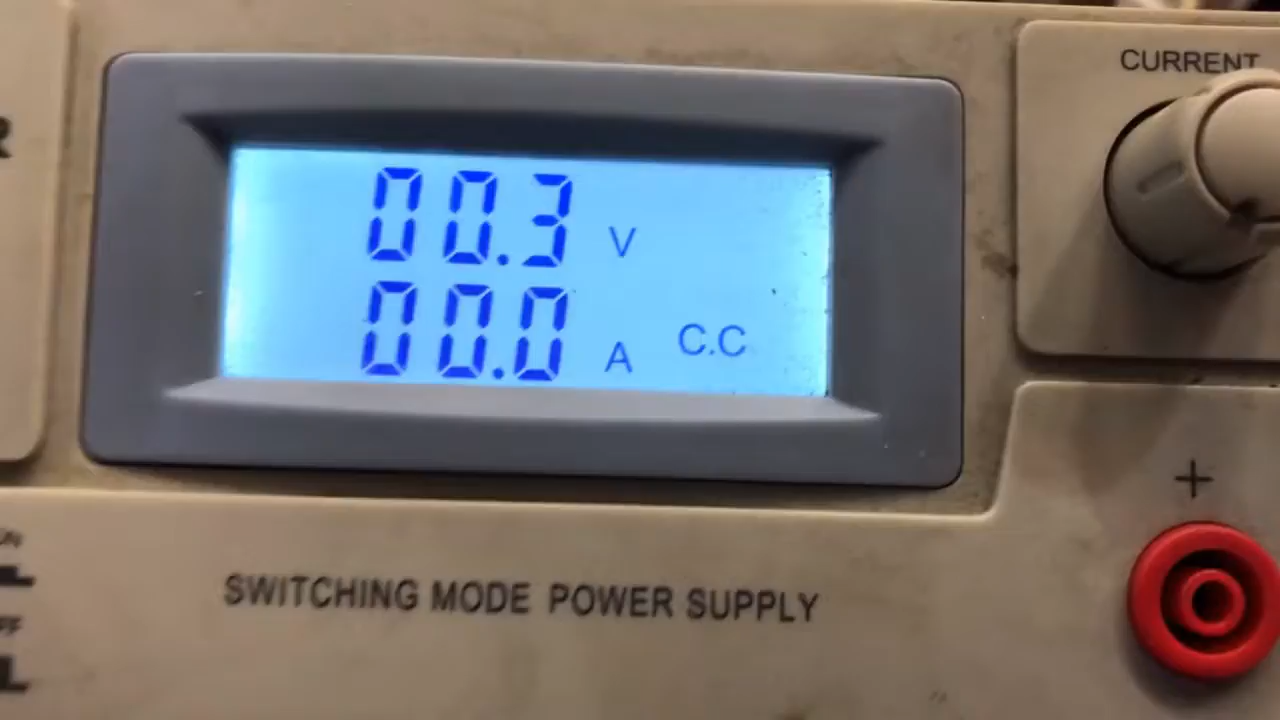 CURRENT
00.3 V
00.0 A C.C
+
SWITCHING MODE POWER SUPPLY